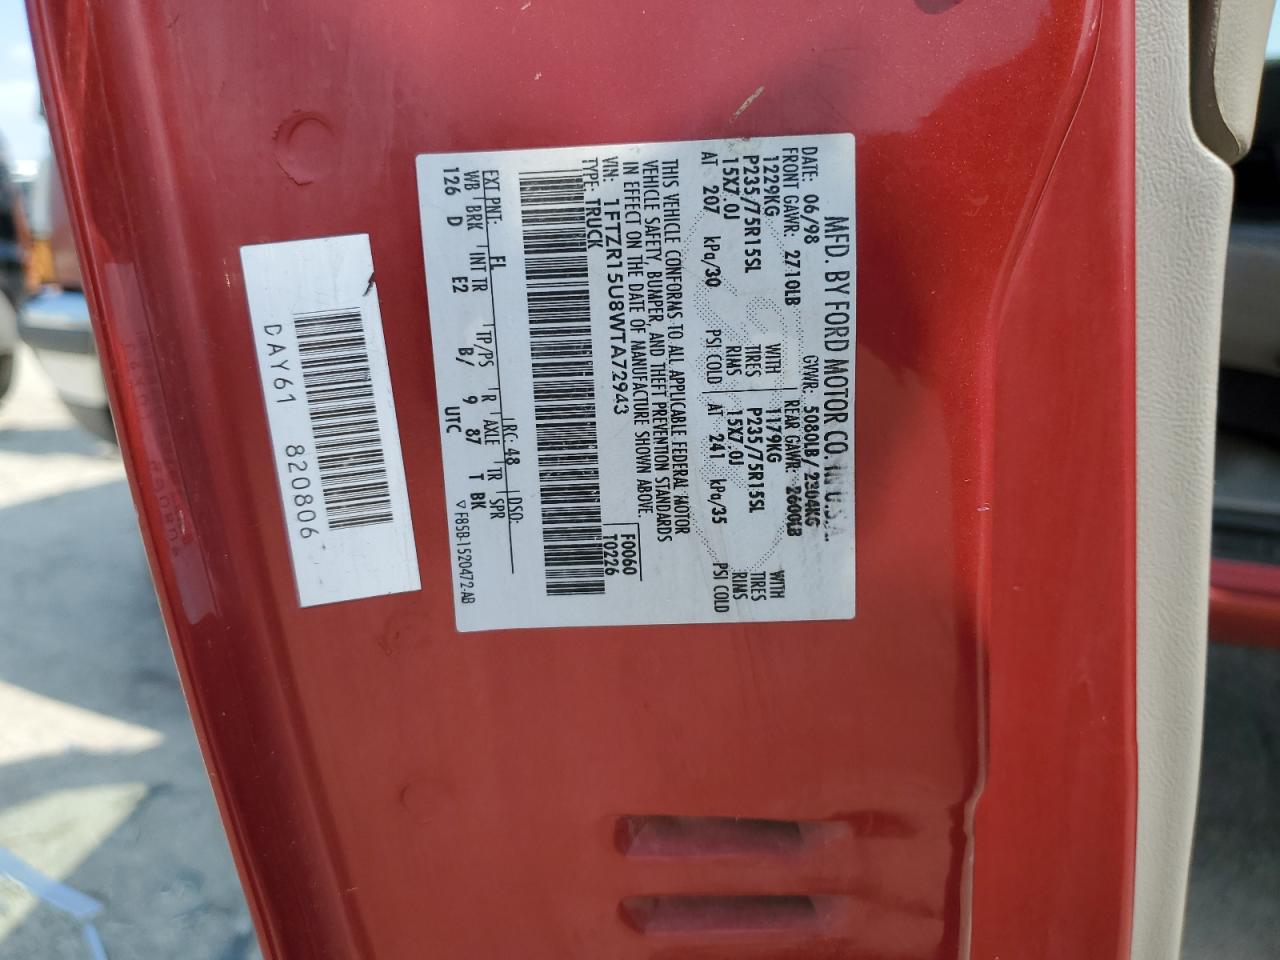 MFD. BY FORD MOTOR CO. IN U.S.A.
DATE: 06/98 GVWR: 5080LB/2304KG
FRONT GAWR: 2710LB REAR GAWR: 2600LB
1229KG WITH 1179KG WITH
P235/75R15SL TIRES P235/75R15SL TIRES
15X7.0J RIMS 15X7.0J RIMS
AT 207 kPa/30 PSI COLD AT 241 kPa/35 PSI COLD
THIS VEHICLE CONFORMS TO ALL APPLICABLE FEDERAL MOTOR
VEHICLE SAFETY, BUMPER, AND THEFT PREVENTION STANDARDS
IN EFFECT ON THE DATE OF MANUFACTURE SHOWN ABOVE.
VIN: 1FTZR15U8WTA72943 F0060
TYPE: TRUCK T0226
EXT PNT: FL RC: 48 DSO:
WB BRK INT TR TP/PS R AXLE TR SPR
126 D E2 B/ 9 87 T BK
UTC F85B-1520472-AB
DAY61 820806